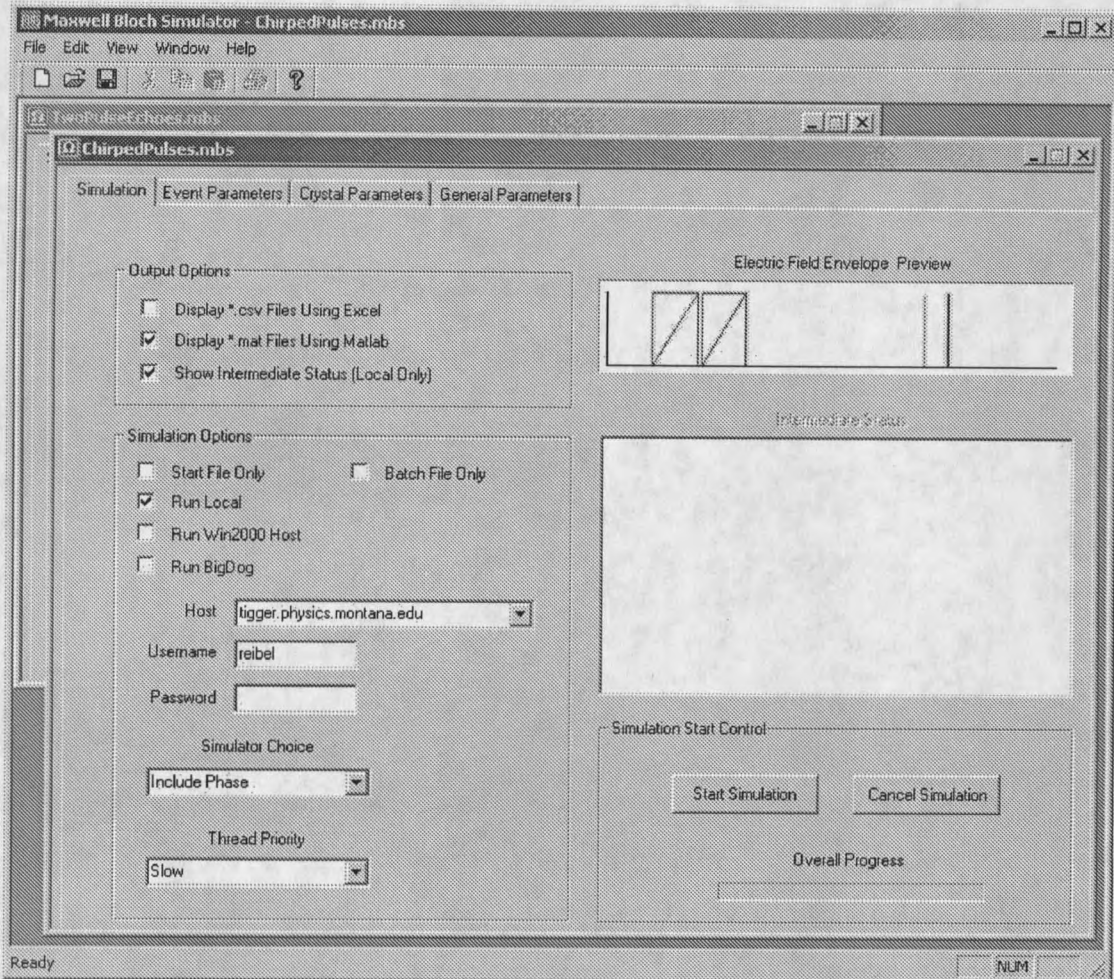 Maxwell Bloch Simulator - ChirpedPulses.mbs
File Edit View Window Help
TwoPulseEchoes.mbs
ChirpedPulses.mbs
Simulation Event Parameters Crystal Parameters General Parameters
Output Options
Display *.csv Files Using Excel
Display *.mat Files Using Matlab
Show Intermediate Status (Local Only)
Electric Field Envelope Preview
Intermediate Status
Simulation Options
Start File Only Batch File Only
Run Local
Run Win2000 Host
Run BigDog
Host tigger.physics.montana.edu
Username reibel
Password
Simulator Choice
Include Phase
Thread Priority
Slow
Simulation Start Control
Start Simulation Cancel Simulation
Overall Progress
Ready NUM